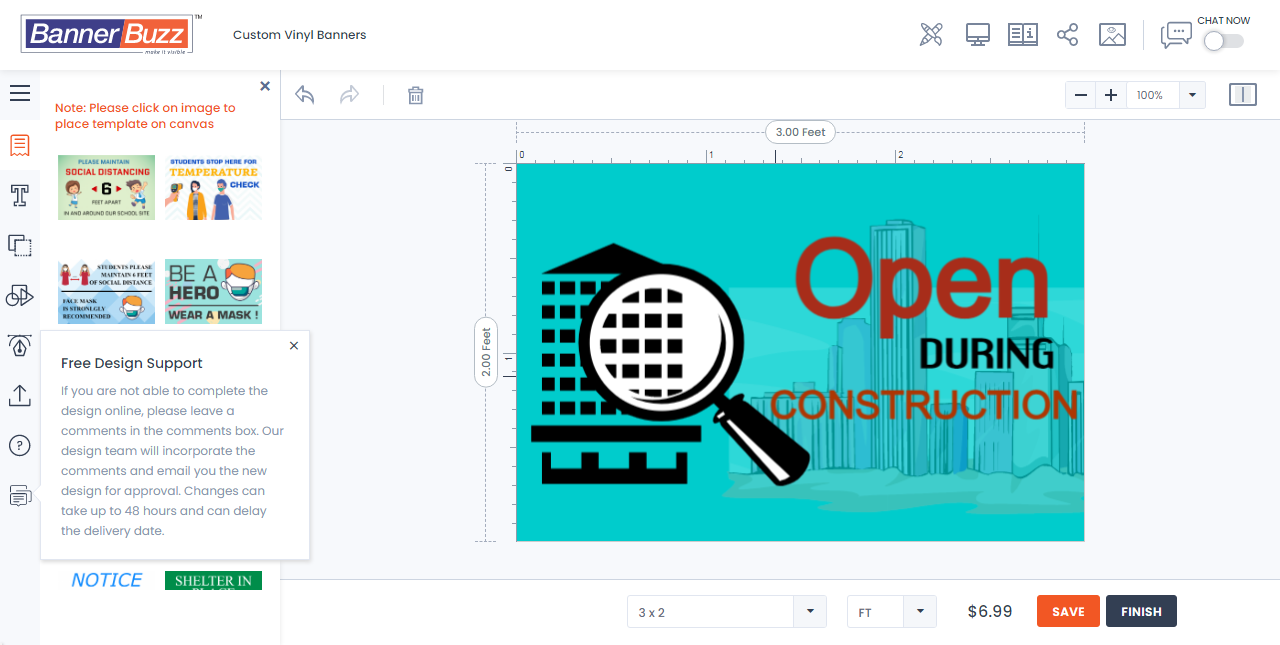 BannerBuzz™
make it visible
Custom Vinyl Banners
CHAT NOW
Note: Please click on image to
place template on canvas
100%
PLEASE MAINTAIN
SOCIAL DISTANCING
6
FEET APART
IN AND AROUND OUR SCHOOL SITE
STUDENTS STOP HERE FOR
TEMPERATURE
CHECK
STUDENTS PLEASE
MAINTAIN 6 FEET
OF SOCIAL DISTANCE
FACE MASK
IS STRONLGLY
RECOMMENDED
BE A
HERO
WEAR A MASK !
Free Design Support
If you are not able to complete the
design online, please leave a
comments in the comments box. Our
design team will incorporate the
comments and email you the new
design for approval. Changes can
take up to 48 hours and can delay
the delivery date.
NOTICE
SHELTER IN
PLACE
3.00 Feet
0
1
2
0
1
2.00 Feet
Open
DURING
CONSTRUCTION
3 x 2
FT
$6.99
SAVE
FINISH